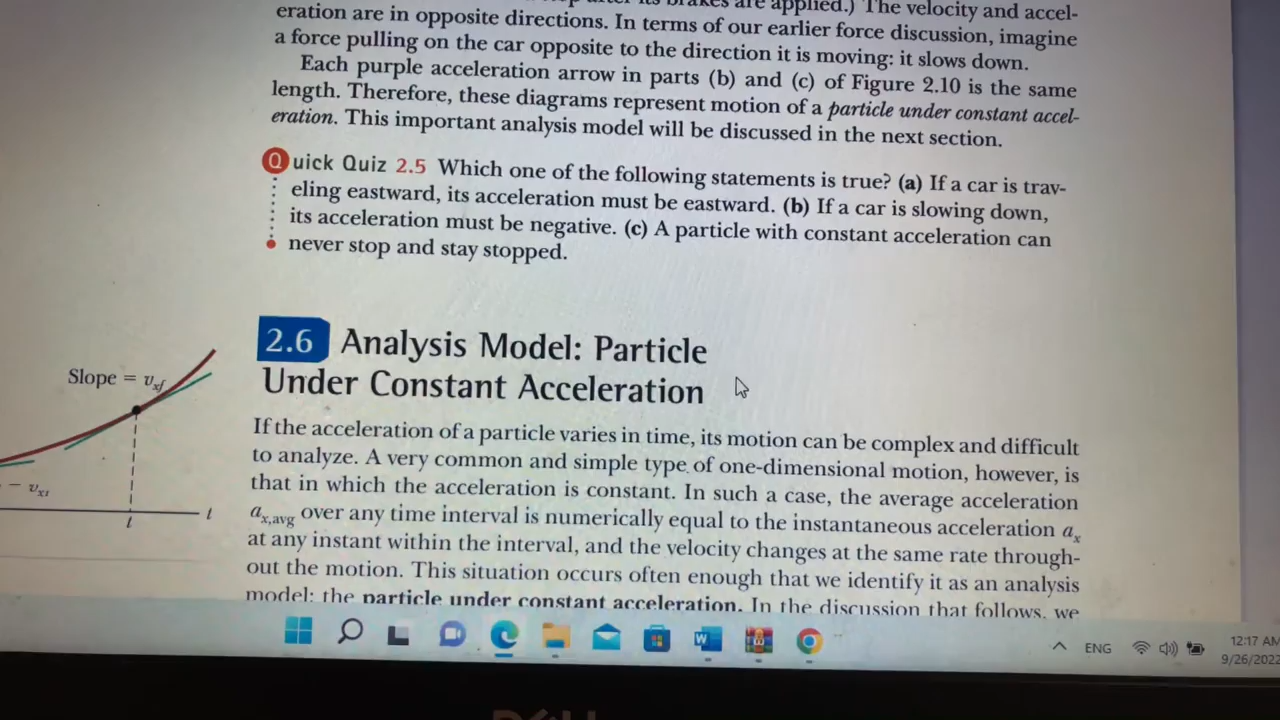 are applied.) The velocity and accel-
eration are in opposite directions. In terms of our earlier force discussion, imagine
a force pulling on the car opposite to the direction it is moving: it slows down.
Each purple acceleration arrow in parts (b) and (c) of Figure 2.10 is the same
length. Therefore, these diagrams represent motion of a particle under constant accel-
eration. This important analysis model will be discussed in the next section.
Quick Quiz 2.5 Which one of the following statements is true? (a) If a car is trav-
eling eastward, its acceleration must be eastward. (b) If a car is slowing down,
its acceleration must be negative. (c) A particle with constant acceleration can
never stop and stay stopped.
2.6 Analysis Model: Particle
Under Constant Acceleration
Slope = vxf
If the acceleration of a particle varies in time, its motion can be complex and difficult
to analyze. A very common and simple type of one-dimensional motion, however, is
that in which the acceleration is constant. In such a case, the average acceleration
ax,avg over any time interval is numerically equal to the instantaneous acceleration ax
at any instant within the interval, and the velocity changes at the same rate through-
out the motion. This situation occurs often enough that we identify it as an analysis
model: the particle under constant acceleration. In the discussion that follows, we
t
t
ENG
12:17 AM
9/26/2022